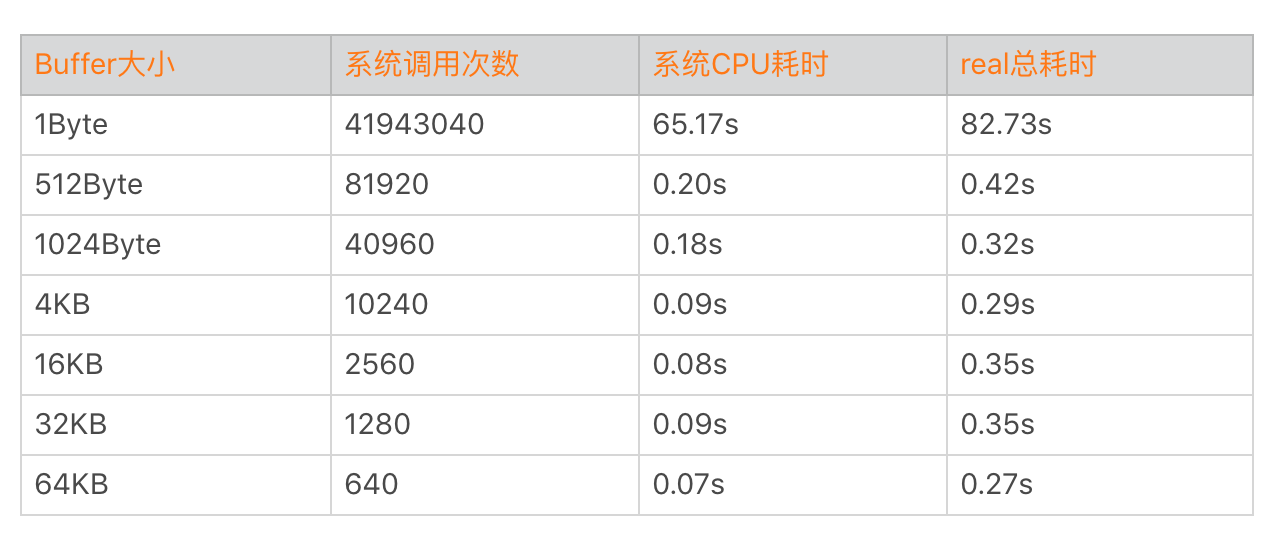 Buffer大小 系统调用次数 系统CPU耗时 real总耗时
1Byte 41943040 65.17s 82.73s
512Byte 81920 0.20s 0.42s
1024Byte 40960 0.18s 0.32s
4KB 10240 0.09s 0.29s
16KB 2560 0.08s 0.35s
32KB 1280 0.09s 0.35s
64KB 640 0.07s 0.27s